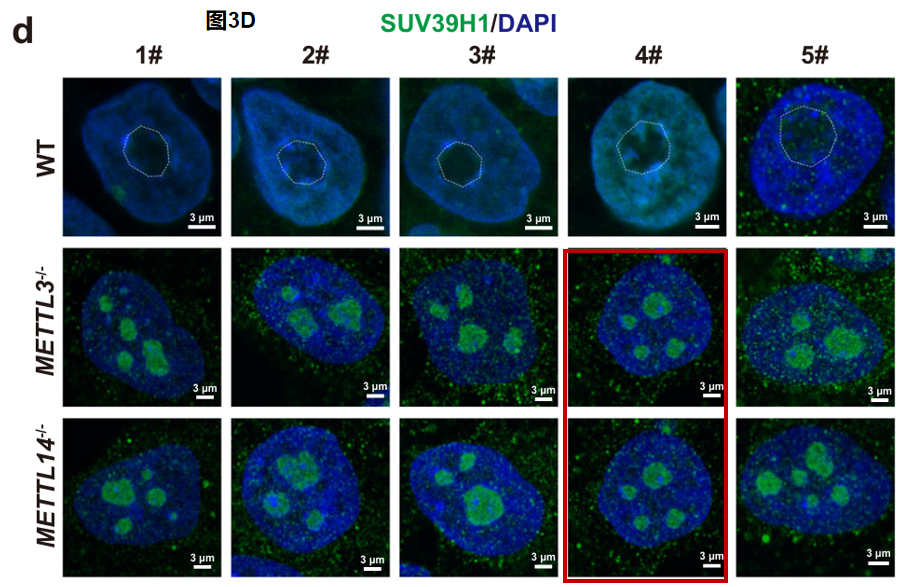 d
图3D
SUV39H1/DAPI
1# 2# 3# 4# 5#
WT
3 μm 3 μm 3 μm 3 μm 3 μm
METTL3-/-
3 μm 3 μm 3 μm 3 μm 3 μm
METTL14-/-
3 μm 3 μm 3 μm 3 μm 3 μm